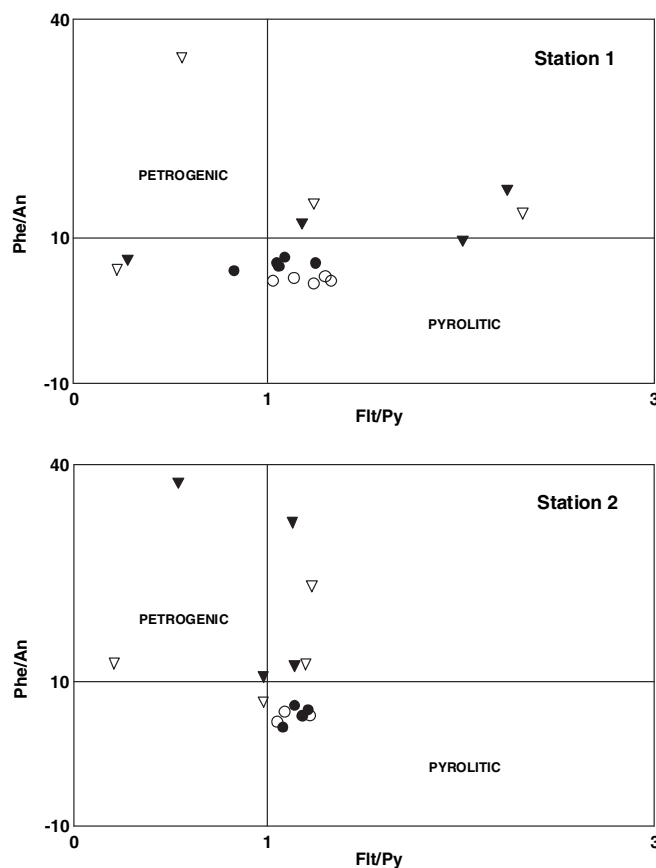 40
Station 1
PETROGENIC
Phe/An
10
PYROLITIC
-10
0
1
3
Flt/Py
40
Station 2
PETROGENIC
Phe/An
10
PYROLITIC
-10
0
1
3
Flt/Py